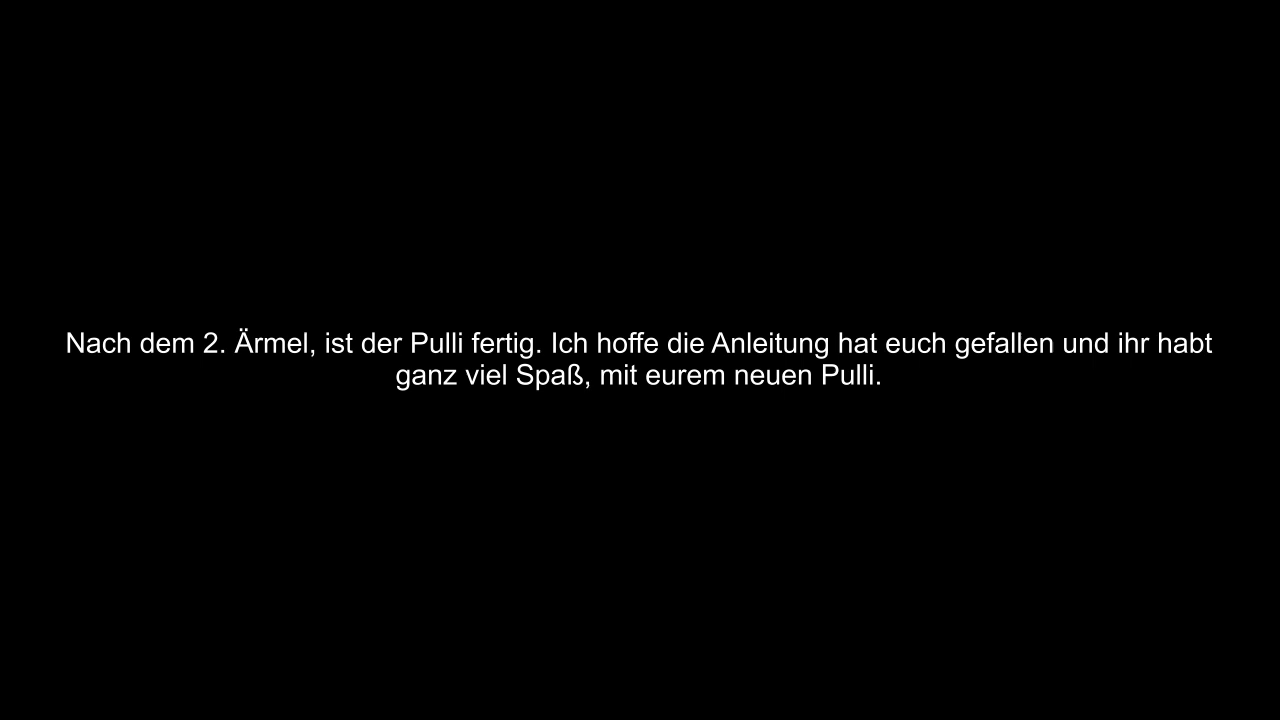 Nach dem 2. Ärmel, ist der Pulli fertig. Ich hoffe die Anleitung hat euch gefallen und ihr habt
ganz viel Spaß, mit eurem neuen Pulli.